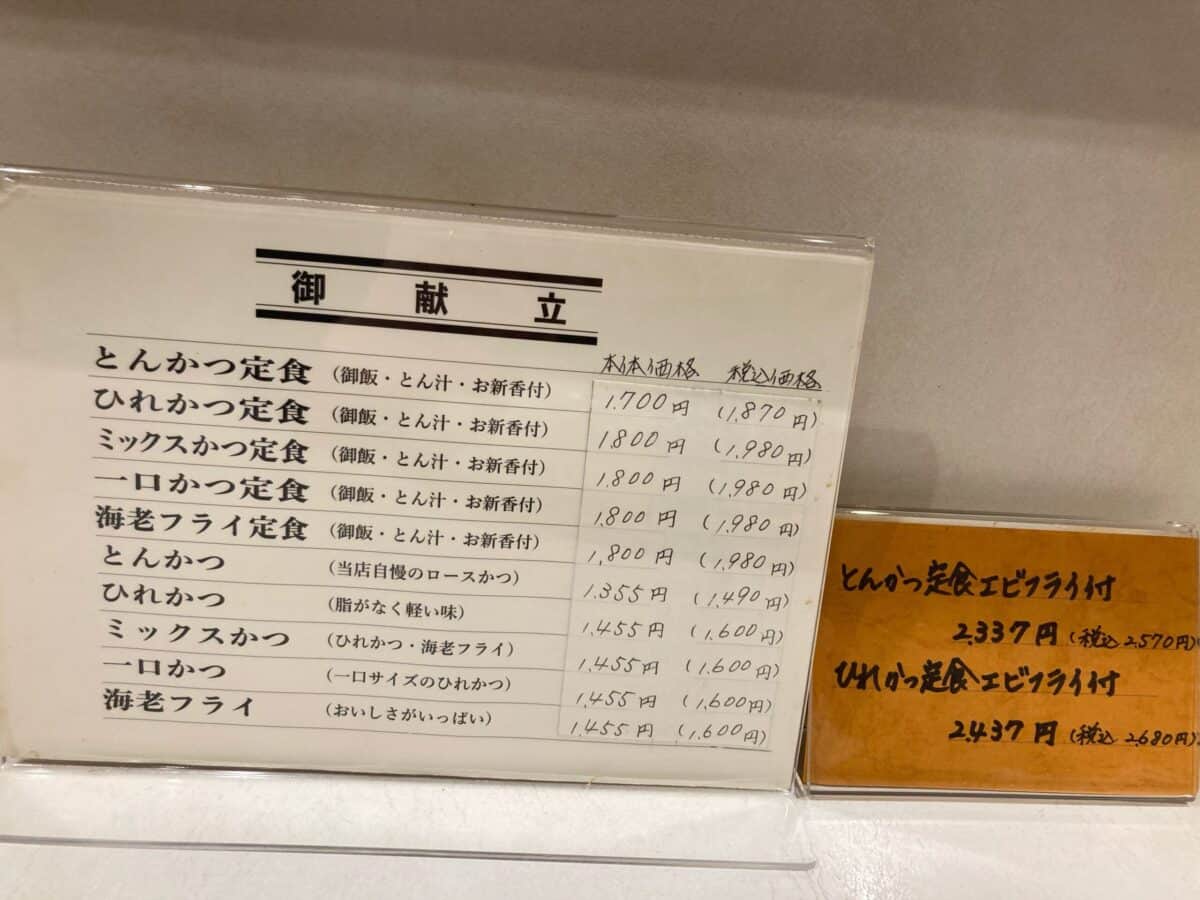 御献立
本体価格 税込価格
とんかつ定食 (御飯・とん汁・お新香付) 1.700円 (1,870円)
ひれかつ定食 (御飯・とん汁・お新香付) 1.800円 (1,980円)
ミックスかつ定食 (御飯・とん汁・お新香付) 1.800円 (1,980円)
一口かつ定食 (御飯・とん汁・お新香付) 1.800円 (1,980円)
海老フライ定食 (御飯・とん汁・お新香付) 1,800円 (1,980円)
とんかつ (当店自慢のロースかつ) 1.355円 (1,490円)
ひれかつ (脂がなく軽い味) 1.455円 (1,600円)
ミックスかつ (ひれかつ・海老フライ) 1.455円 (1,600円)
一口かつ (一口サイズのひれかつ) 1.455円 (1,600円)
海老フライ (おいしさがいっぱい) 1.455円 (1,600円)
とんかつ定食エビフライ付
2.337円 (税込 2,570円)
ひれかつ定食エビフライ付
2.437円 (税込 2,680円)